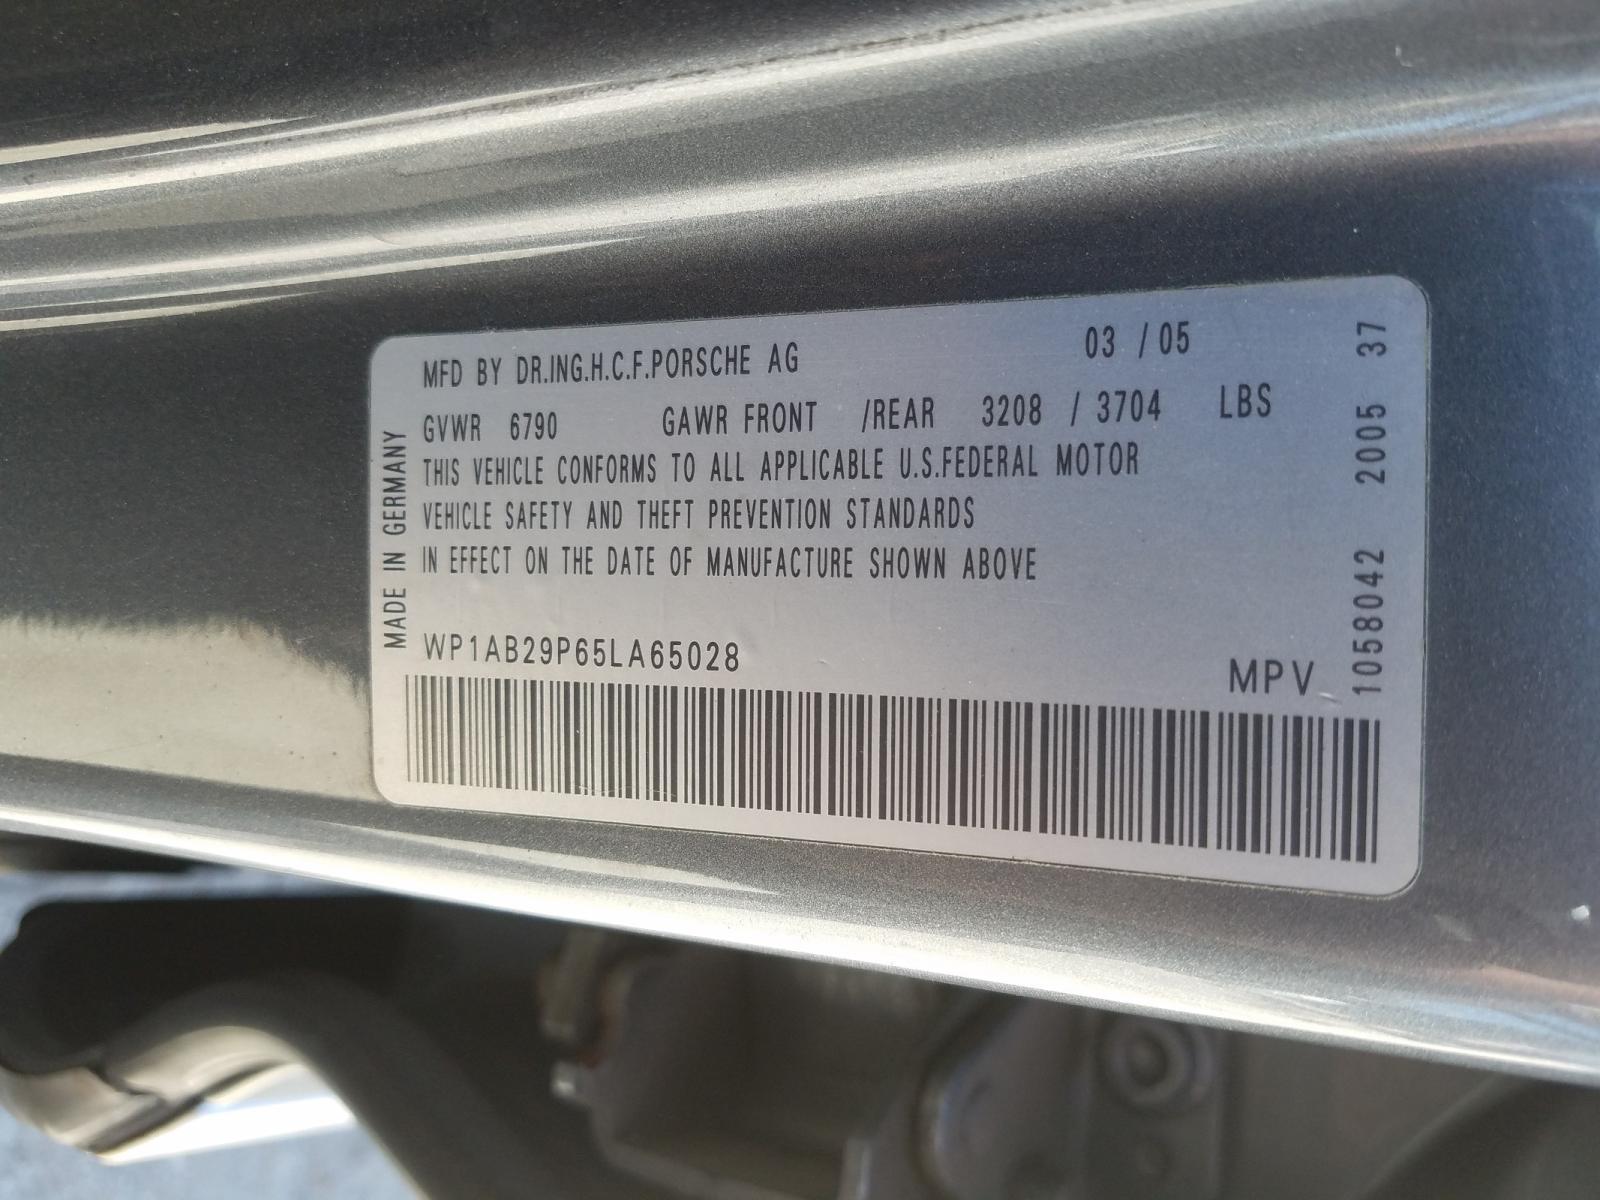 MFD BY DR.ING.H.C.F.PORSCHE AG 03 / 05
GVWR 6790 GAWR FRONT /REAR 3208 / 3704 LBS
THIS VEHICLE CONFORMS TO ALL APPLICABLE U.S.FEDERAL MOTOR
VEHICLE SAFETY AND THEFT PREVENTION STANDARDS
IN EFFECT ON THE DATE OF MANUFACTURE SHOWN ABOVE
WP1AB29P65LA65028
MPV
MADE IN GERMANY
1058042 2005 37